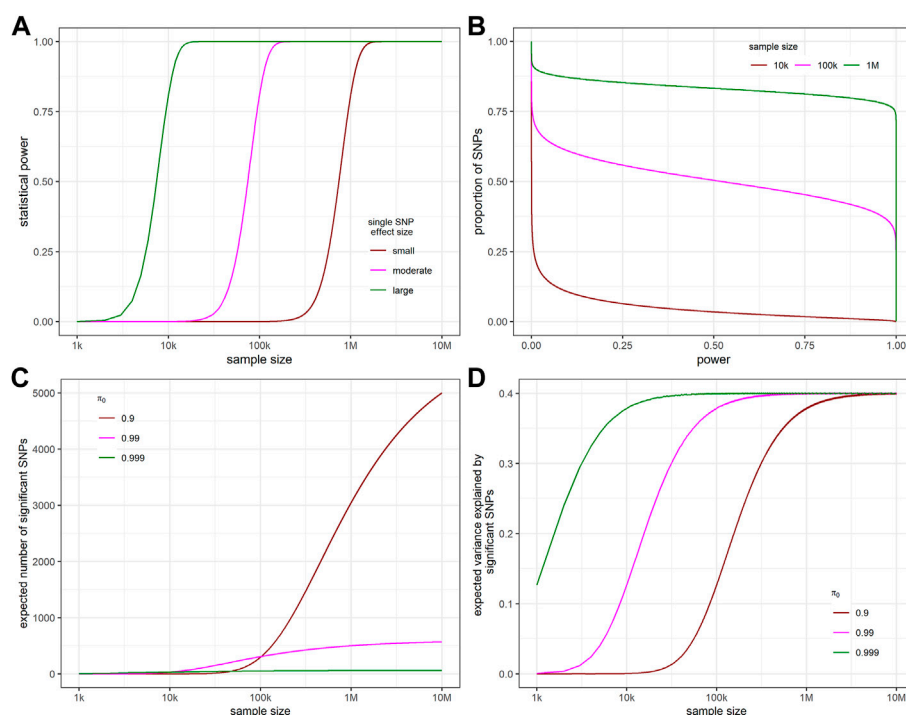 A
1.00
0.75
0.50
0.25
0.00
statistical power
single SNP
effect size
small
moderate
large
1k 10k 100k 1M 10M
sample size
B
1.00
0.75
0.50
0.25
0.00
proportion of SNPs
sample size
10k 100k 1M
0.00 0.25 0.50 0.75 1.00
power
C
5000
4000
3000
2000
1000
0
expected number of significant SNPs
π0
0.9
0.99
0.999
1k 10k 100k 1M 10M
sample size
D
0.4
0.3
0.2
0.1
0.0
expected variance explained by
significant SNPs
π0
0.9
0.99
0.999
1k 10k 100k 1M 10M
sample size